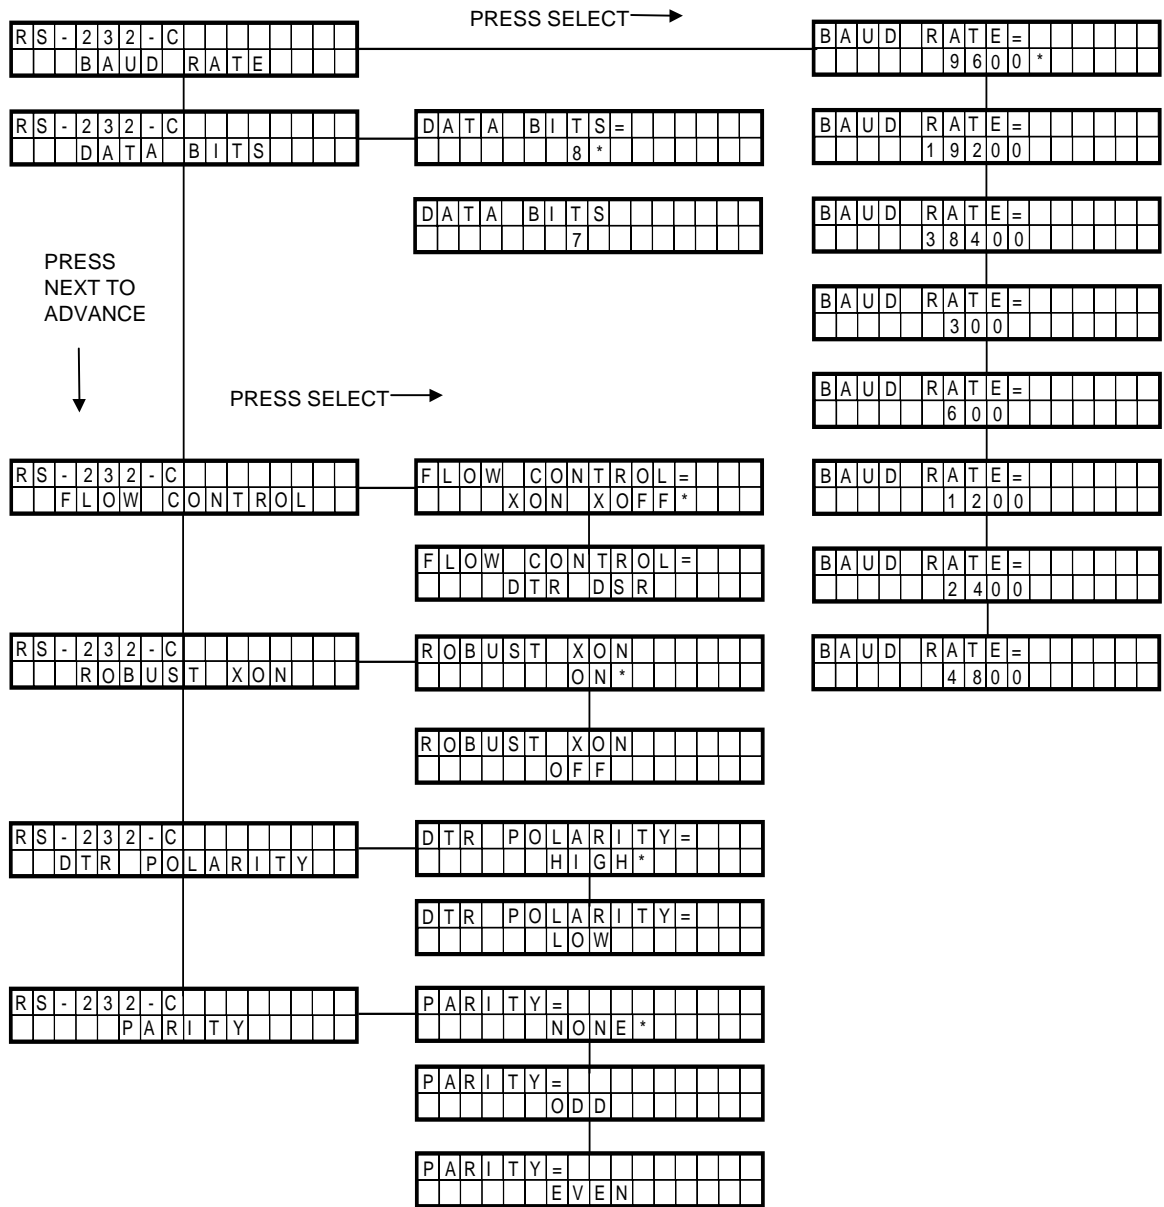 PRESS SELECT
RS-232-C
BAUD RATE
BAUD RATE=
9600*
RS-232-C
DATA BITS
DATA BITS=
8*
BAUD RATE=
19200
DATA BITS
7
BAUD RATE=
38400
PRESS
NEXT TO
ADVANCE
BAUD RATE=
300
PRESS SELECT
BAUD RATE=
600
RS-232-C
FLOW CONTROL
FLOW CONTROL=
XON XOFF*
BAUD RATE=
1200
FLOW CONTROL=
DTR DSR
BAUD RATE=
2400
RS-232-C
ROBUST XON
ROBUST XON
ON*
BAUD RATE=
4800
ROBUST XON
OFF
RS-232-C
DTR POLARITY
DTR POLARITY=
HIGH*
DTR POLARITY=
LOW
RS-232-C
PARITY
PARITY=
NONE*
PARITY=
ODD
PARITY=
EVEN